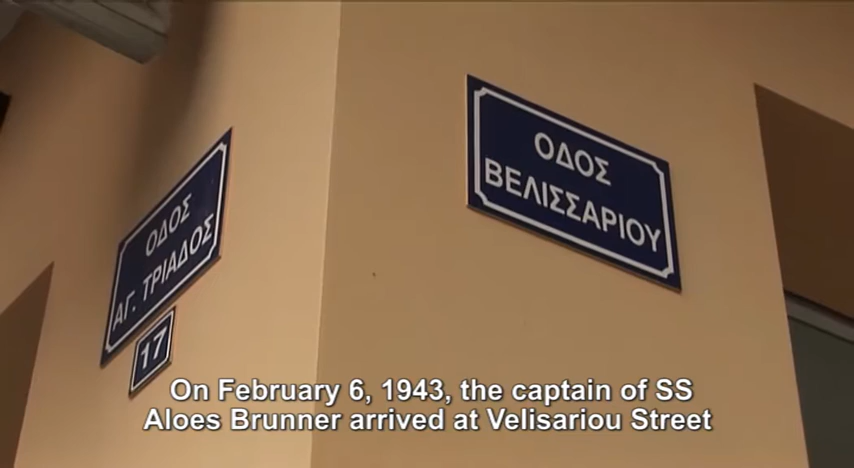 ΟΔΟΣ
ΑΓ. ΤΡΙΑΔΟΣ
17
ΟΔΟΣ
ΒΕΛΙΣΣΑΡΙΟΥ
On February 6, 1943, the captain of SS
Aloes Brunner arrived at Velisariou Street